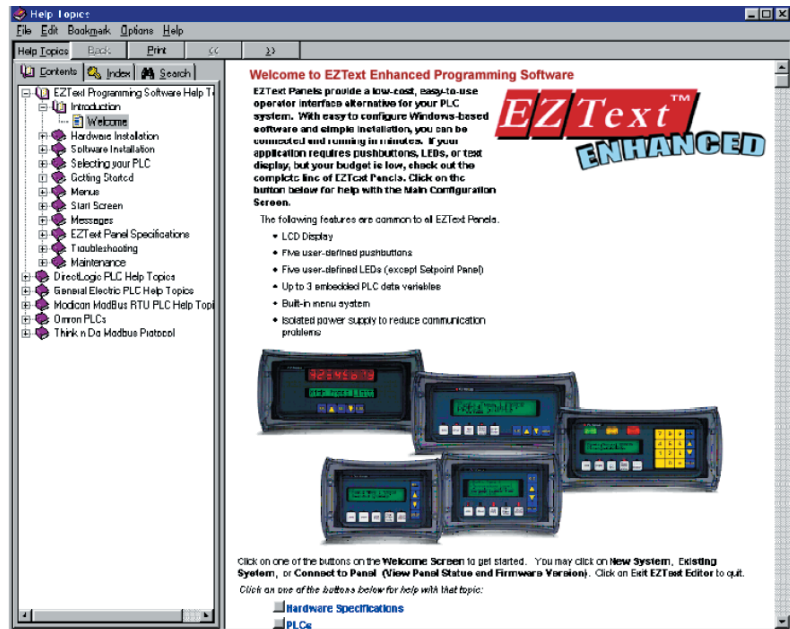 Help Topics
File Edit Bookmark Options Help
Help Topics Back Print << >>
Contents Index Search
EZText Programming Software Help T
Introduction
Welcome
Hardware Installation
Software Installation
Selecting your PLC
Getting Started
Menus
Start Screen
Messages
EZText Panel Specifications
Troubleshooting
Maintenance
DirectLogic PLC Help Topics
General Electric PLC Help Topics
Modicon ModBus RTU PLC Help Topi
Omron PLCs
Think n Do Modbus Protocol
Welcome to EZText Enhanced Programming Software
EZText Panels provide a low-cost, easy-to-use
operator interface alternative for your PLC
system. With easy to configure Windows-based
software and simple installation, you can be
connected and running in minutes. If your
application requires pushbuttons, LEDs, or text
display, but your budget is low, check out the
complete line of EZText Panels. Click on the
button below for help with the Main Configuration
Screen.
EZText™
ENHANCED
The following features are common to all EZText Panels.
• LCD Display
• Five user-defined pushbuttons
• Five user-defined LEDs (except Setpoint Panel)
• Up to 3 embedded PLC data variables
• Built-in menu system
• Isolated power supply to reduce communication
problems
Click on one of the buttons on the Welcome Screen to get started. You may click on New System, Existing
System, or Connect to Panel (View Panel Status and Firmware Version). Click on Exit EZText Editor to quit.
Click on one of the buttons below for help with that topic:
Hardware Specifications
PLCs